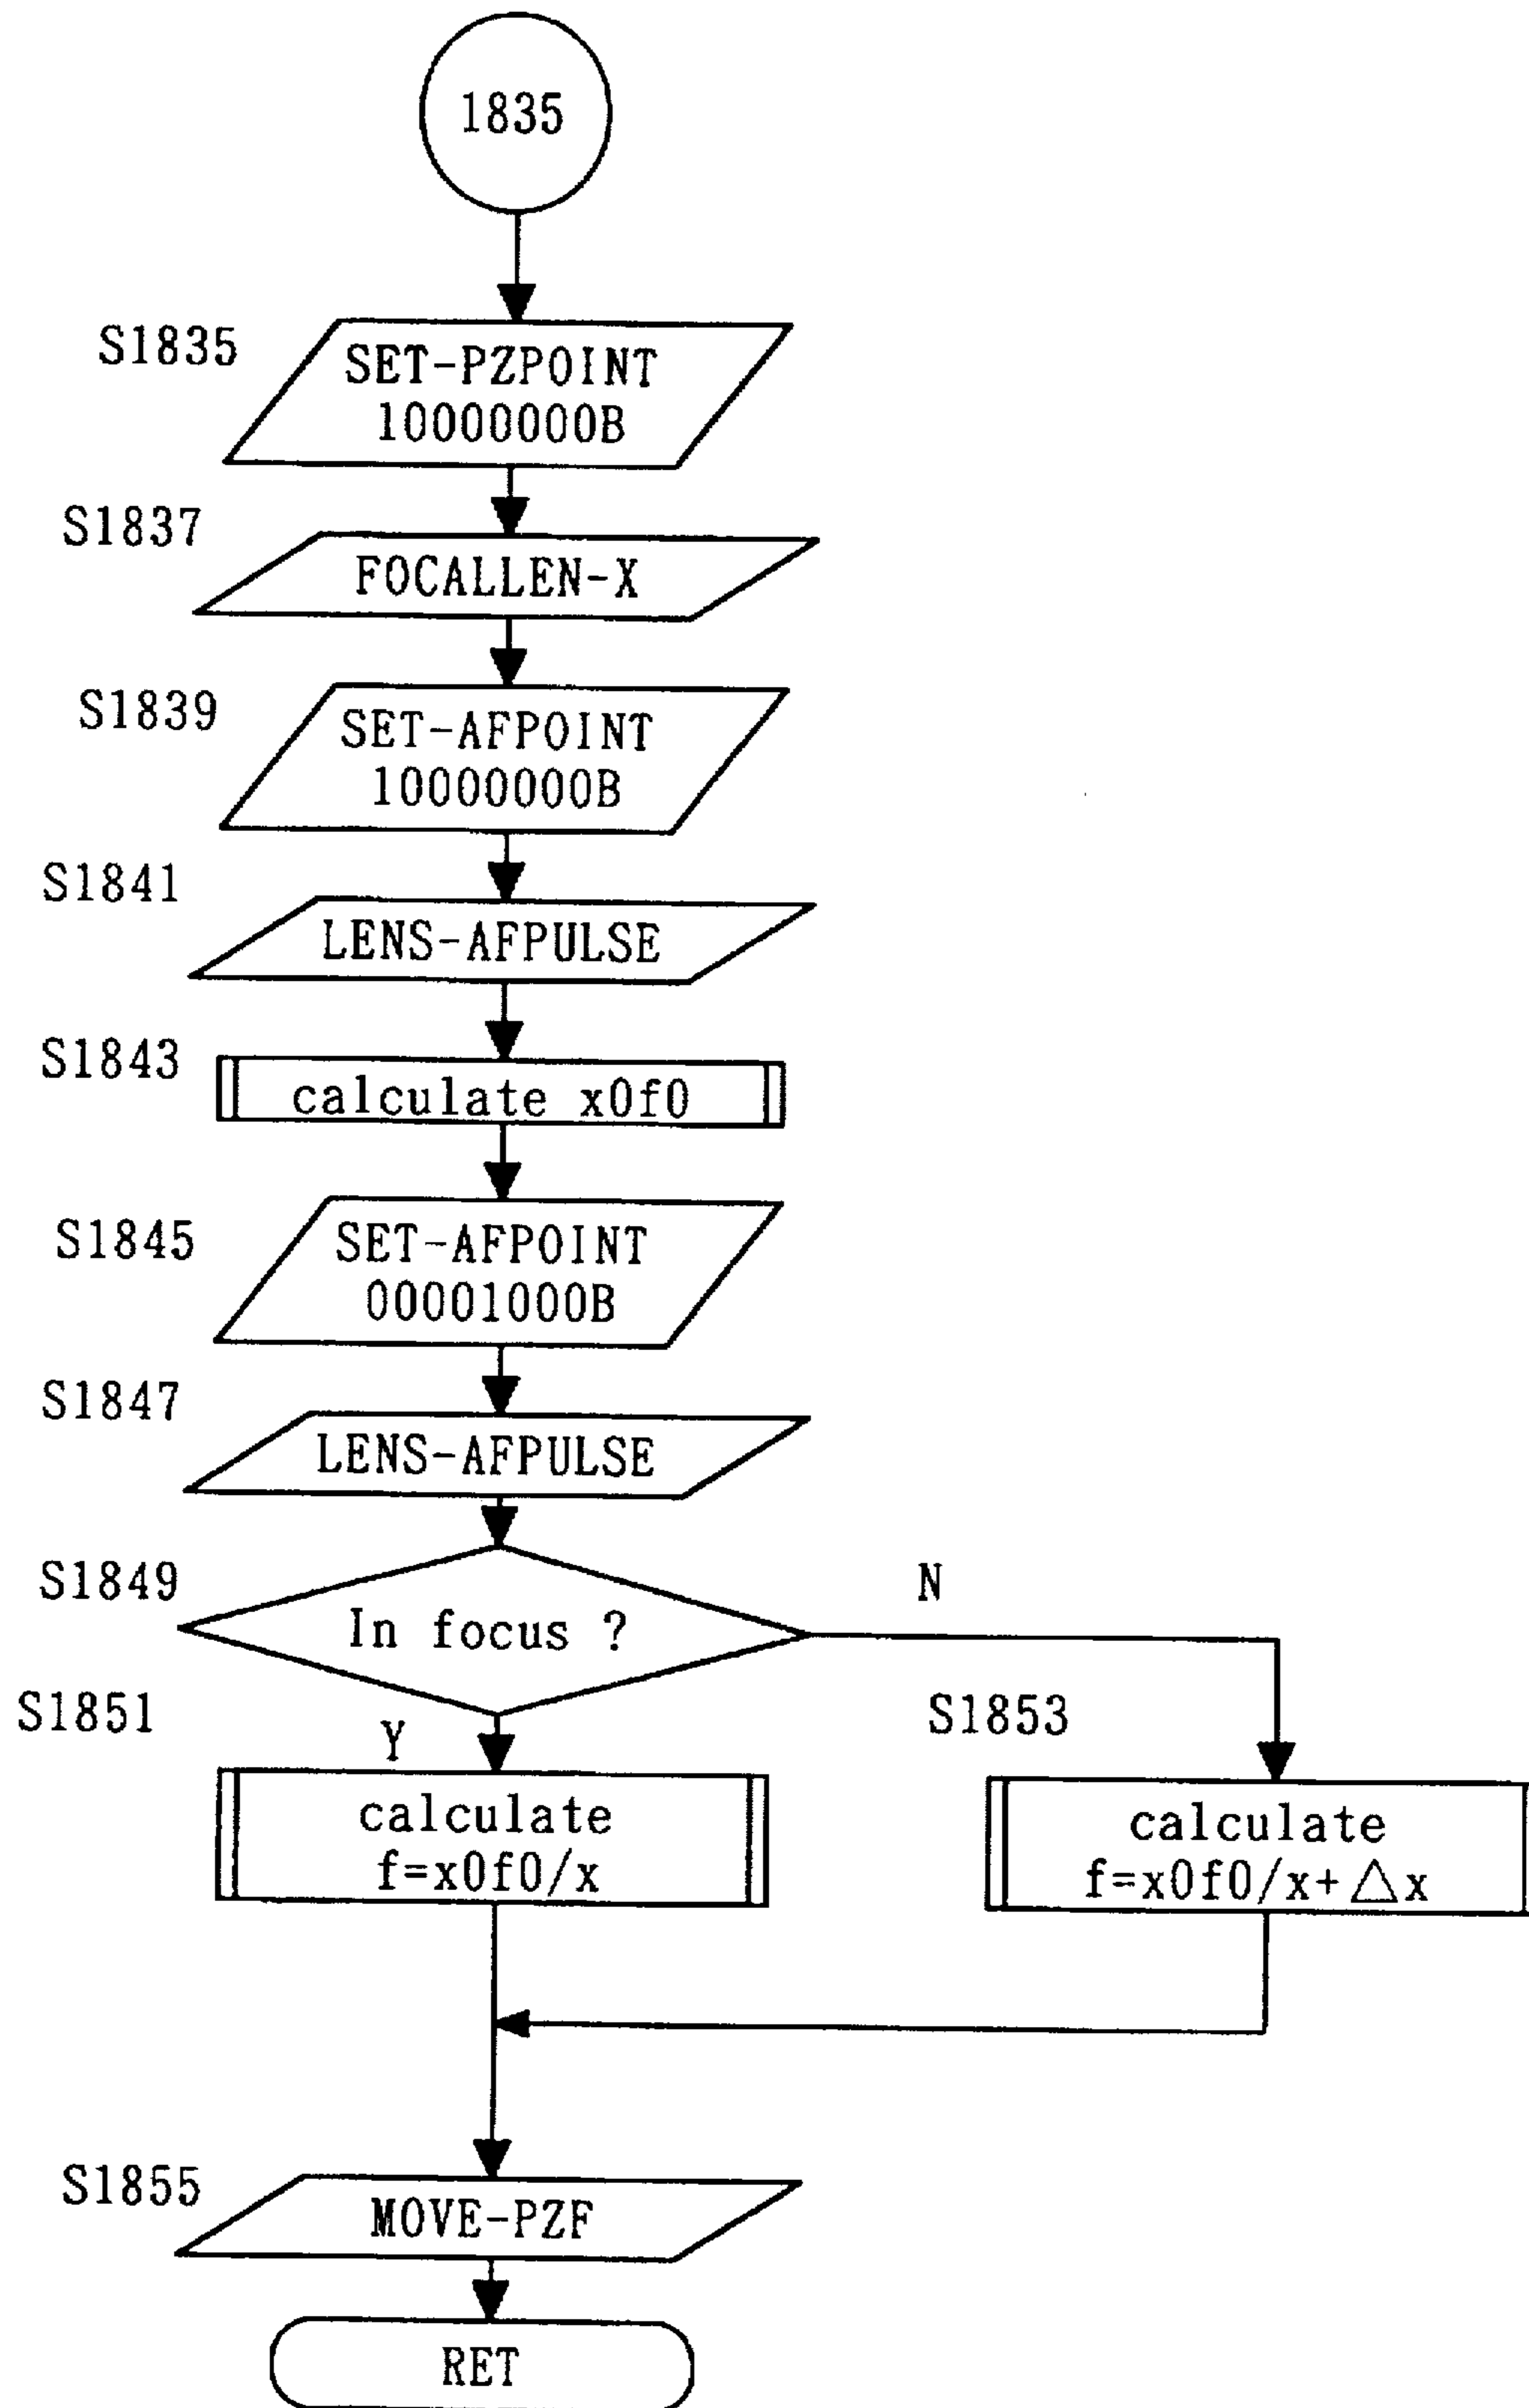 1835
S1835
SET-PZPOINT
10000000B
S1837
FOCALLEN-X
S1839
SET-AFPOINT
10000000B
S1841
LENS-AFPULSE
S1843
calculate x0f0
S1845
SET-AFPOINT
00001000B
S1847
LENS-AFPULSE
S1849
In focus ?
N
S1851
Y
S1853
calculate
f=x0f0/x
calculate
f=x0f0/x+△x
S1855
MOVE-PZF
RET